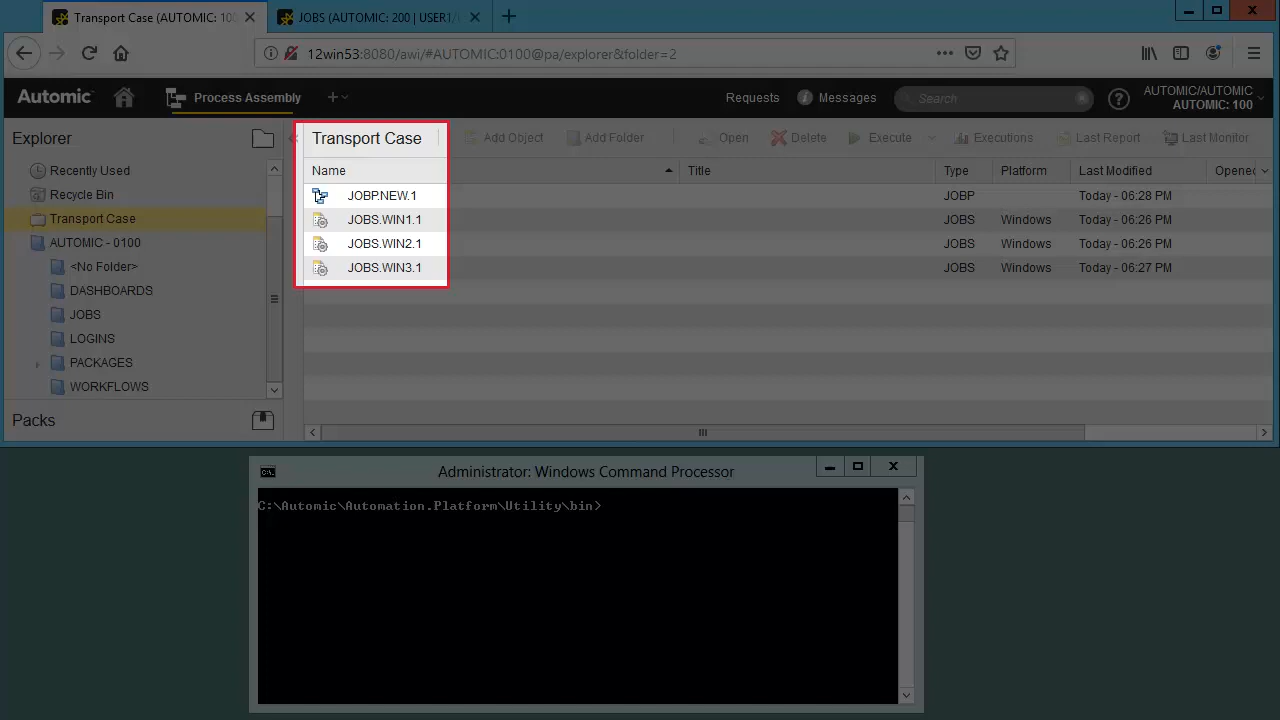 Transport Case (AUTOMIC: 100
JOBS (AUTOMIC: 200 | USER1/
12win53:8080/awi/#AUTOMIC:0100@pa/explorer&folder=2
Automic
Process Assembly
Requests
Messages
Search
AUTOMIC/AUTOMIC
AUTOMIC: 100
Explorer
Transport Case
Add Object
Add Folder
Open
Delete
Execute
Executions
Last Report
Last Monitor
Recently Used
Recycle Bin
Transport Case
AUTOMIC - 0100
<No Folder>
DASHBOARDS
JOBS
LOGINS
PACKAGES
WORKFLOWS
Packs
Name Title Type Platform Last Modified Opened
JOBP.NEW.1 JOBP Today - 06:28 PM
JOBS.WIN1.1 JOBS Windows Today - 06:26 PM
JOBS.WIN2.1 JOBS Windows Today - 06:26 PM
JOBS.WIN3.1 JOBS Windows Today - 06:27 PM
Administrator: Windows Command Processor
C:\Automic\Automation.Platform\Utility\bin>